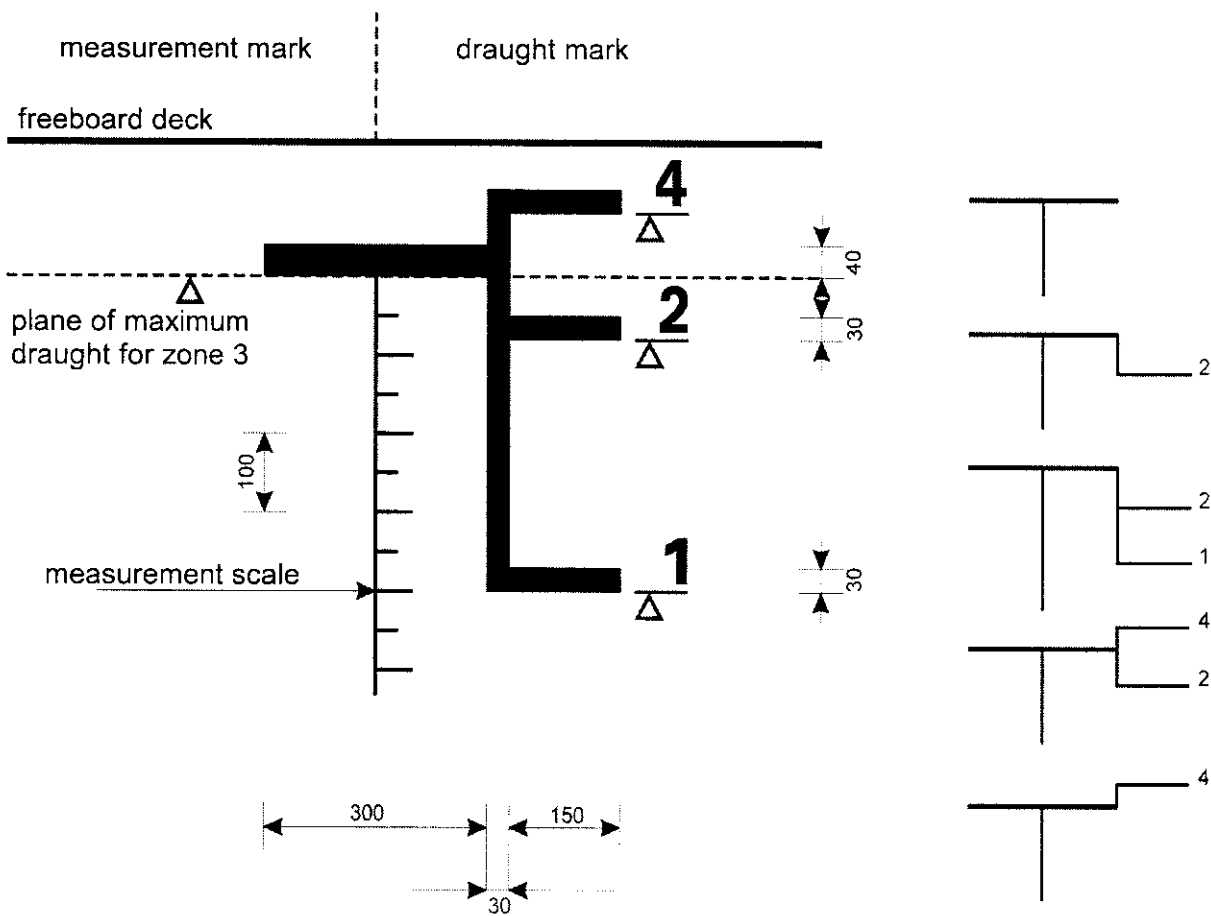 measurement mark
draught mark
freeboard deck
4
40
plane of maximum
draught for zone 3
2
30
2
100
2
1
measurement scale
1
30
4
2
4
300
150
30